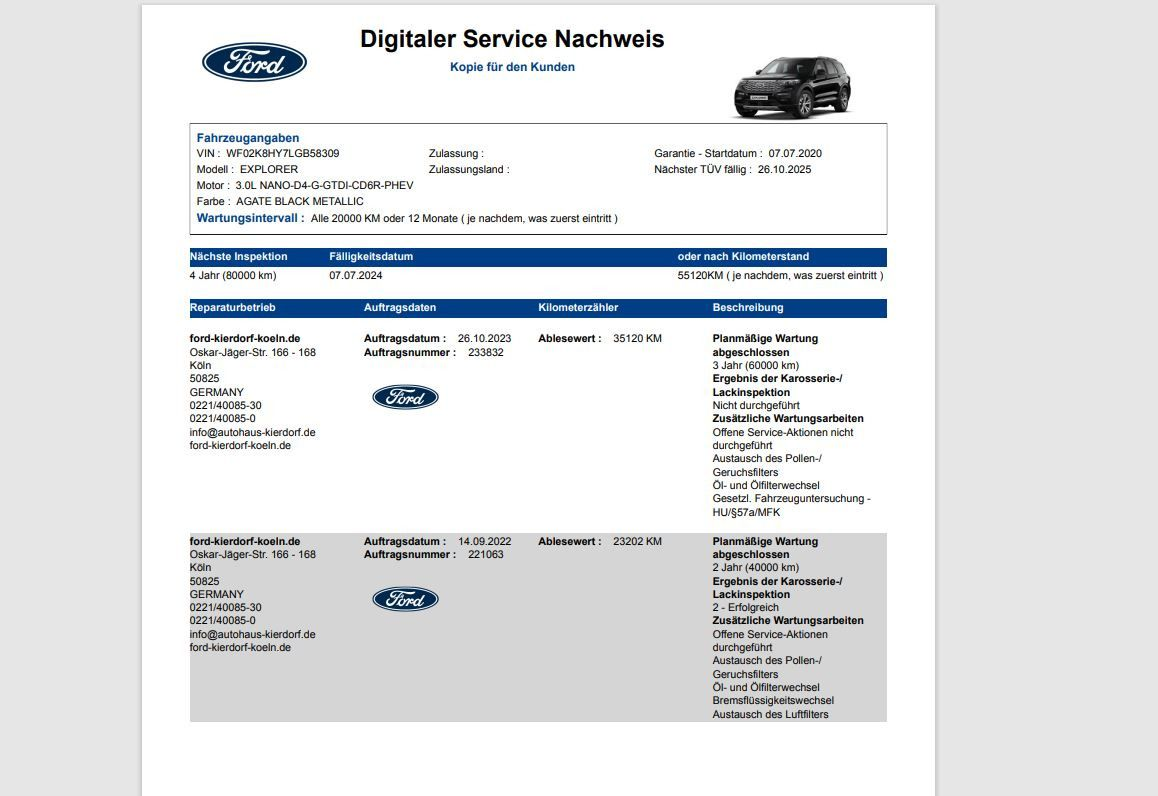 Digitaler Service Nachweis
Kopie für den Kunden
Ford
Fahrzeugangaben
VIN : WF02K8HY7LGB58309 Zulassung : Garantie - Startdatum : 07.07.2020
Modell : EXPLORER Zulassungsland : Nächster TÜV fällig : 26.10.2025
Motor : 3.0L NANO-D4-G-GTDI-CD6R-PHEV
Farbe : AGATE BLACK METALLIC
Wartungsintervall : Alle 20000 KM oder 12 Monate ( je nachdem, was zuerst eintritt )
Nächste Inspektion Fälligkeitsdatum oder nach Kilometerstand
4 Jahr (80000 km) 07.07.2024 55120KM ( je nachdem, was zuerst eintritt )
Reparaturbetrieb Auftragsdaten Kilometerzähler Beschreibung
ford-kierdorf-koeln.de
Oskar-Jäger-Str. 166 - 168
Köln
50825
GERMANY
0221/40085-30
0221/40085-0
info@autohaus-kierdorf.de
ford-kierdorf-koeln.de
Auftragsdatum : 26.10.2023
Auftragsnummer : 233832
Ford
Ablesewert : 35120 KM
Planmäßige Wartung
abgeschlossen
3 Jahr (60000 km)
Ergebnis der Karosserie-/
Lackinspektion
Nicht durchgeführt
Zusätzliche Wartungsarbeiten
Offene Service-Aktionen nicht
durchgeführt
Austausch des Pollen-/
Geruchsfilters
Öl- und Ölfilterwechsel
Gesetzl. Fahrzeuguntersuchung -
HU/§57a/MFK
ford-kierdorf-koeln.de
Oskar-Jäger-Str. 166 - 168
Köln
50825
GERMANY
0221/40085-30
0221/40085-0
info@autohaus-kierdorf.de
ford-kierdorf-koeln.de
Auftragsdatum : 14.09.2022
Auftragsnummer : 221063
Ford
Ablesewert : 23202 KM
Planmäßige Wartung
abgeschlossen
2 Jahr (40000 km)
Ergebnis der Karosserie-/
Lackinspektion
2 - Erfolgreich
Zusätzliche Wartungsarbeiten
Offene Service-Aktionen
durchgeführt
Austausch des Pollen-/
Geruchsfilters
Öl- und Ölfilterwechsel
Bremsflüssigkeitswechsel
Austausch des Luftfilters